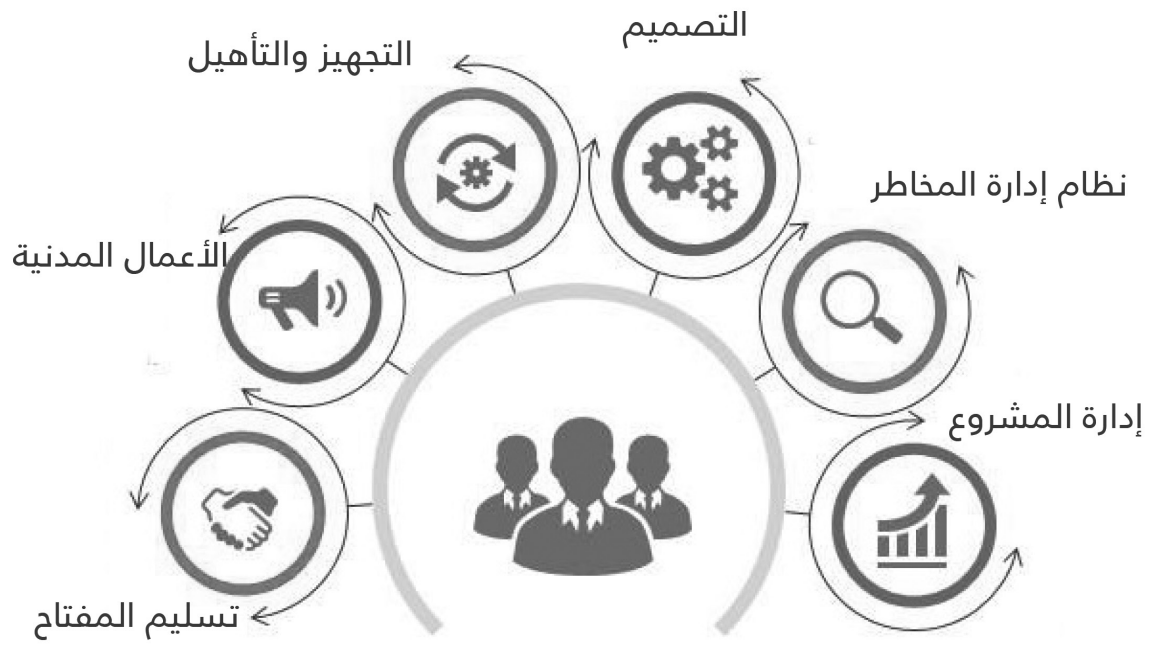 التصميم
التجهيز والتأهيل
نظام إدارة المخاطر
الأعمال المدنية
إدارة المشروع
تسليم المفتاح